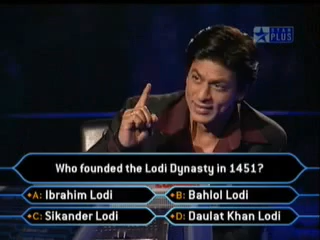 STAR
PLUS
Who founded the Lodi Dynasty in 1451?
A: Ibrahim Lodi
B: Bahlol Lodi
C: Sikander Lodi
D: Daulat Khan Lodi